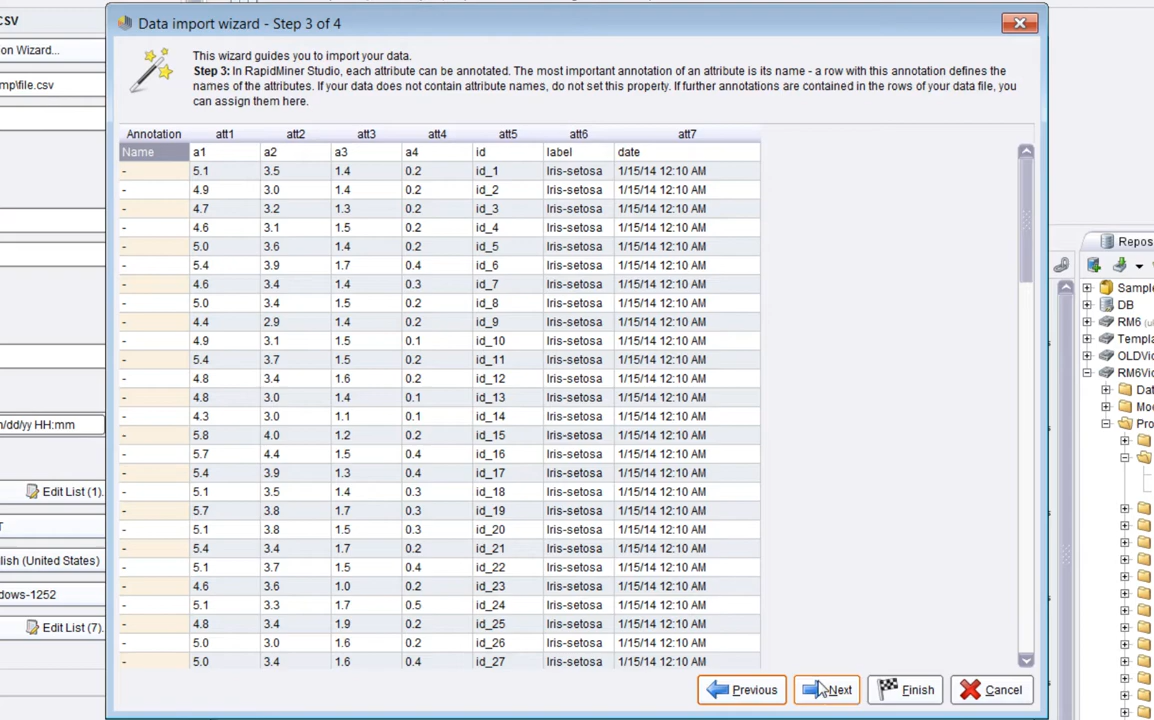 CSV
on Wizard...
mp\file.csv
n/dd/yy HH:mm
Edit List (1).
T
lish (United States)
dows-1252
Edit List (7).
Data import wizard - Step 3 of 4
This wizard guides you to import your data.
Step 3: In RapidMiner Studio, each attribute can be annotated. The most important annotation of an attribute is its name - a row with this annotation defines the
names of the attributes. If your data does not contain attribute names, do not set this property. If further annotations are contained in the rows of your data file, you
can assign them here.
Annotation att1 att2 att3 att4 att5 att6 att7
Name a1 a2 a3 a4 id label date
- 5.1 3.5 1.4 0.2 id_1 Iris-setosa 1/15/14 12:10 AM
- 4.9 3.0 1.4 0.2 id_2 Iris-setosa 1/15/14 12:10 AM
- 4.7 3.2 1.3 0.2 id_3 Iris-setosa 1/15/14 12:10 AM
- 4.6 3.1 1.5 0.2 id_4 Iris-setosa 1/15/14 12:10 AM
- 5.0 3.6 1.4 0.2 id_5 Iris-setosa 1/15/14 12:10 AM
- 5.4 3.9 1.7 0.4 id_6 Iris-setosa 1/15/14 12:10 AM
- 4.6 3.4 1.4 0.3 id_7 Iris-setosa 1/15/14 12:10 AM
- 5.0 3.4 1.5 0.2 id_8 Iris-setosa 1/15/14 12:10 AM
- 4.4 2.9 1.4 0.2 id_9 Iris-setosa 1/15/14 12:10 AM
- 4.9 3.1 1.5 0.1 id_10 Iris-setosa 1/15/14 12:10 AM
- 5.4 3.7 1.5 0.2 id_11 Iris-setosa 1/15/14 12:10 AM
- 4.8 3.4 1.6 0.2 id_12 Iris-setosa 1/15/14 12:10 AM
- 4.8 3.0 1.4 0.1 id_13 Iris-setosa 1/15/14 12:10 AM
- 4.3 3.0 1.1 0.1 id_14 Iris-setosa 1/15/14 12:10 AM
- 5.8 4.0 1.2 0.2 id_15 Iris-setosa 1/15/14 12:10 AM
- 5.7 4.4 1.5 0.4 id_16 Iris-setosa 1/15/14 12:10 AM
- 5.4 3.9 1.3 0.4 id_17 Iris-setosa 1/15/14 12:10 AM
- 5.1 3.5 1.4 0.3 id_18 Iris-setosa 1/15/14 12:10 AM
- 5.7 3.8 1.7 0.3 id_19 Iris-setosa 1/15/14 12:10 AM
- 5.1 3.8 1.5 0.3 id_20 Iris-setosa 1/15/14 12:10 AM
- 5.4 3.4 1.7 0.2 id_21 Iris-setosa 1/15/14 12:10 AM
- 5.1 3.7 1.5 0.4 id_22 Iris-setosa 1/15/14 12:10 AM
- 4.6 3.6 1.0 0.2 id_23 Iris-setosa 1/15/14 12:10 AM
- 5.1 3.3 1.7 0.5 id_24 Iris-setosa 1/15/14 12:10 AM
- 4.8 3.4 1.9 0.2 id_25 Iris-setosa 1/15/14 12:10 AM
- 5.0 3.0 1.6 0.2 id_26 Iris-setosa 1/15/14 12:10 AM
- 5.0 3.4 1.6 0.4 id_27 Iris-setosa 1/15/14 12:10 AM
Previous Next Finish Cancel
Repos
Sample
DB
RM6
Templa
OLDVi
RM6Vi
Dat
Mo
Pro